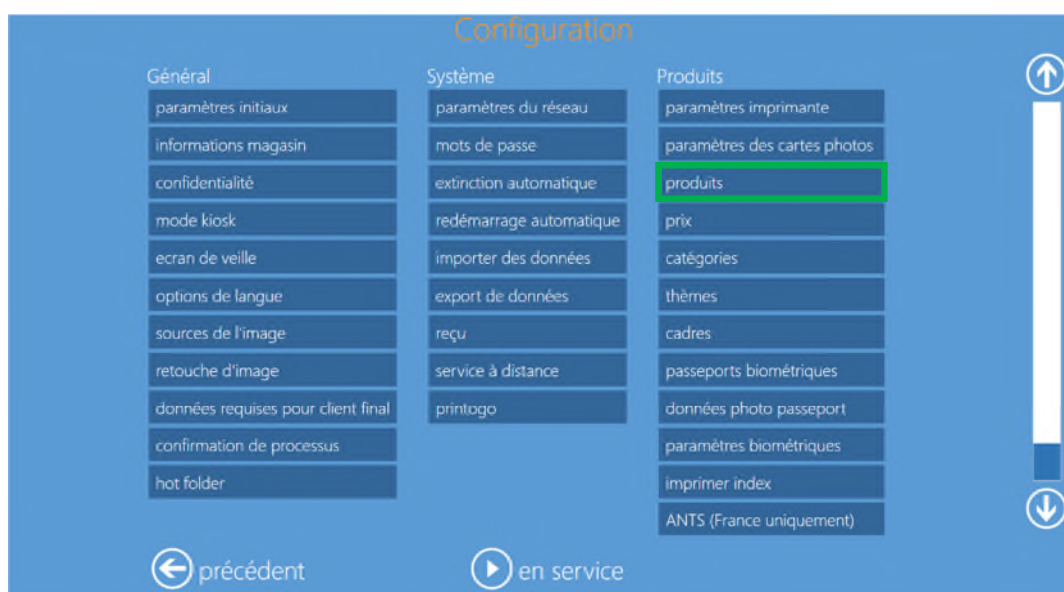 Configuration
Général
paramètres initiaux
informations magasin
confidentialité
mode kiosk
ecran de veille
options de langue
sources de l'image
retouche d'image
données requises pour client final
confirmation de processus
hot folder
Système
paramètres du réseau
mots de passe
extinction automatique
redémarrage automatique
importer des données
export de données
reçu
service à distance
printogo
Produits
paramètres imprimante
paramètres des cartes photos
produits
prix
catégories
thèmes
cadres
passeports biométriques
données photo passeport
paramètres biométriques
imprimer index
ANTS (France uniquement)
précédent
en service